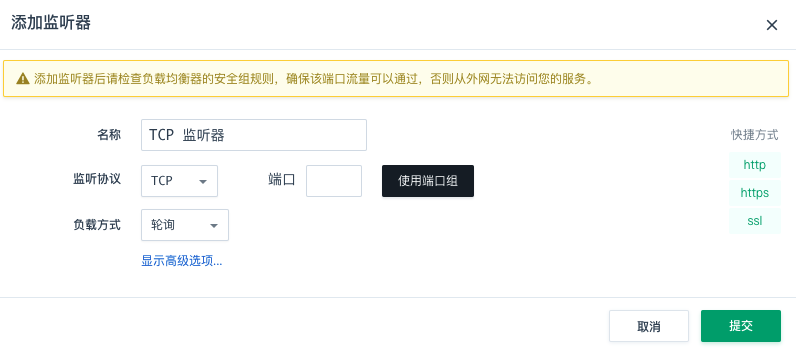 添加监听器
添加监听器后请检查负载均衡器的安全组规则，确保该端口流量可以通过，否则从外网无法访问您的服务。
名称 TCP 监听器
快捷方式
http
监听协议 TCP 端口 使用端口组
https
负载方式 轮询
ssl
显示高级选项...
取消 提交